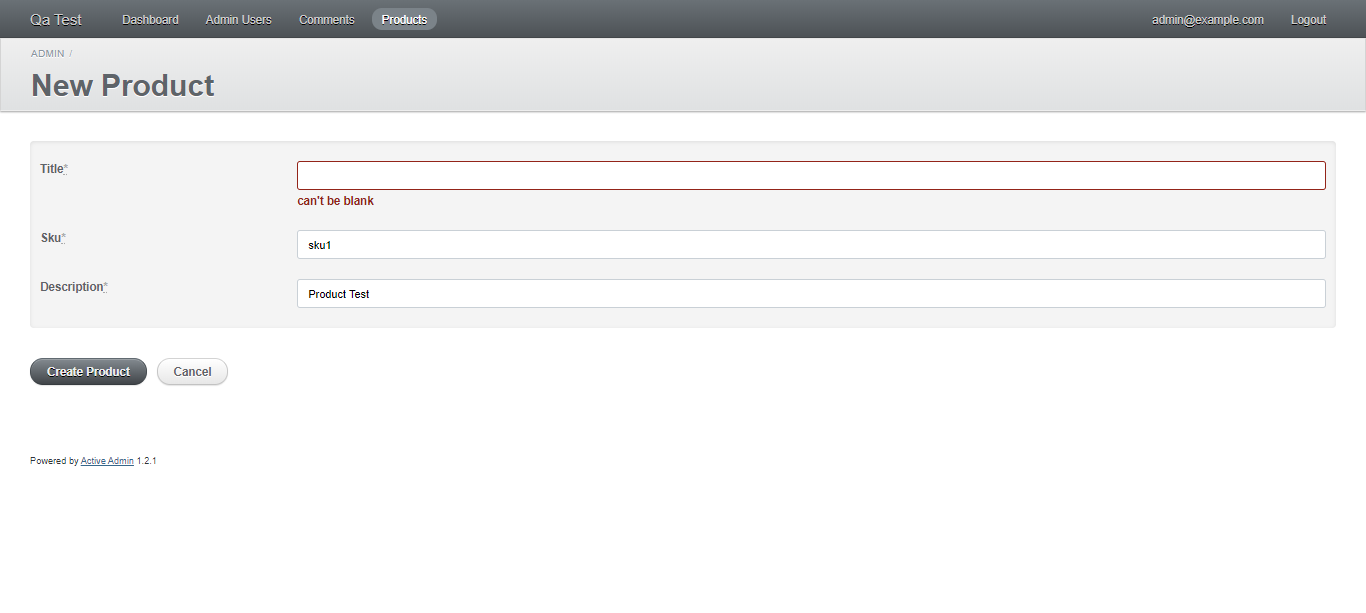 Qa Test Dashboard Admin Users Comments Products admin@example.com Logout
ADMIN /
New Product
Title*
can't be blank
Sku* sku1
Description* Product Test
Create Product Cancel
Powered by Active Admin 1.2.1